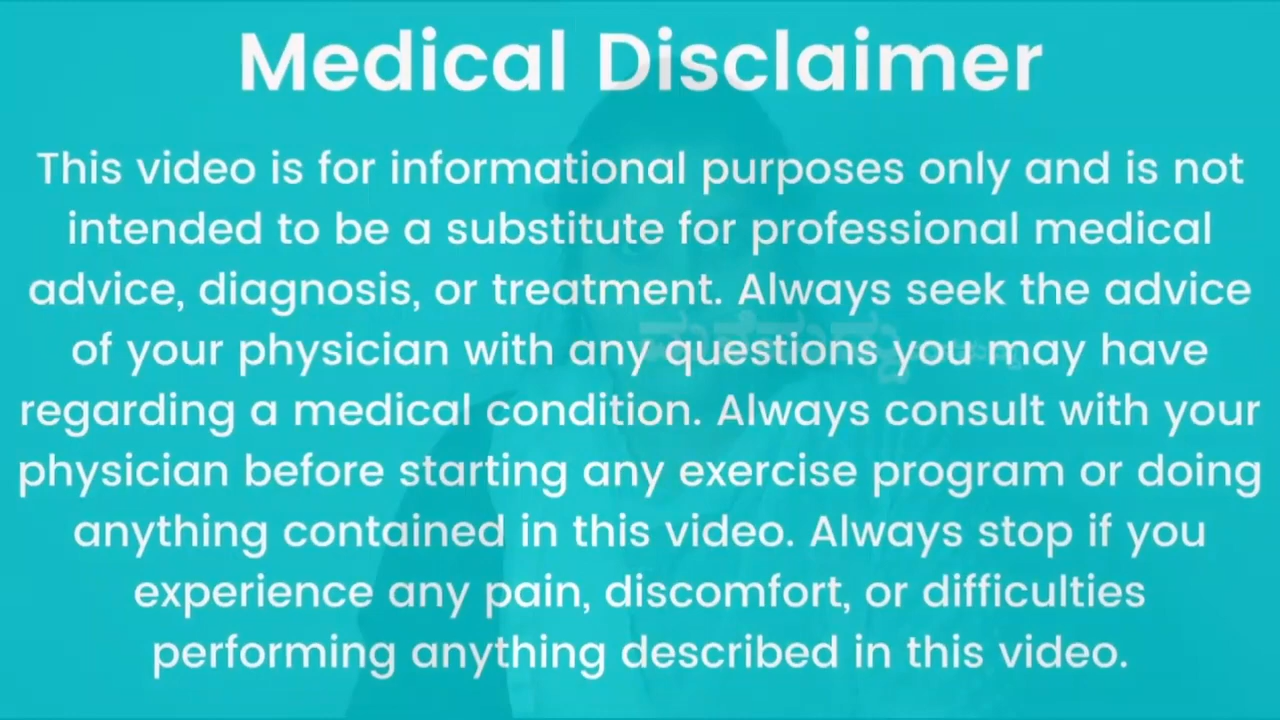 Medical Disclaimer
This video is for informational purposes only and is not
intended to be a substitute for professional medical
advice, diagnosis, or treatment. Always seek the advice
of your physician with any questions you may have
regarding a medical condition. Always consult with your
physician before starting any exercise program or doing
anything contained in this video. Always stop if you
experience any pain, discomfort, or difficulties
performing anything described in this video.